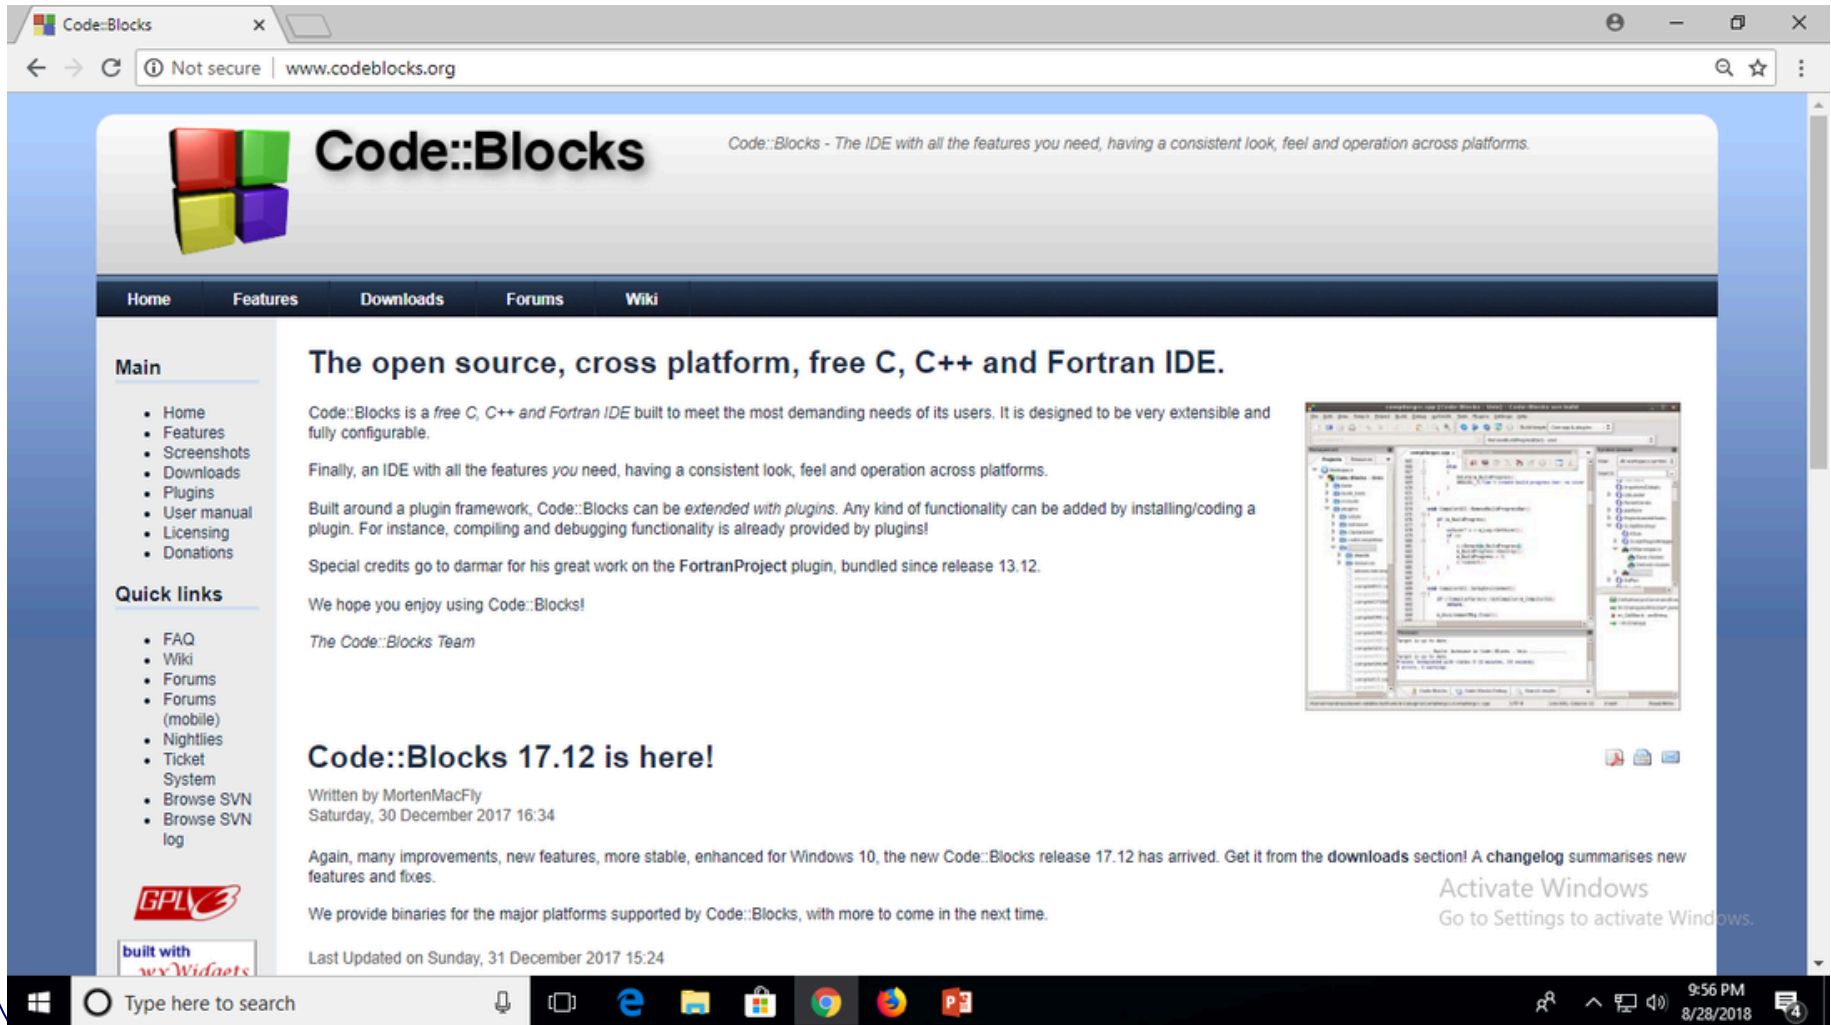 Code::Blocks
Not secure | www.codeblocks.org
Code::Blocks
Code::Blocks - The IDE with all the features you need, having a consistent look, feel and operation across platforms.
Home Features Downloads Forums Wiki
Main
Home
Features
Screenshots
Downloads
Plugins
User manual
Licensing
Donations
Quick links
FAQ
Wiki
Forums
Forums
(mobile)
Nightlies
Ticket
System
Browse SVN
Browse SVN
log
GPLv3
built with
wxWidgets
The open source, cross platform, free C, C++ and Fortran IDE.
Code::Blocks is a free C, C++ and Fortran IDE built to meet the most demanding needs of its users. It is designed to be very extensible and
fully configurable.
Finally, an IDE with all the features you need, having a consistent look, feel and operation across platforms.
Built around a plugin framework, Code::Blocks can be extended with plugins. Any kind of functionality can be added by installing/coding a
plugin. For instance, compiling and debugging functionality is already provided by plugins!
Special credits go to darmar for his great work on the FortranProject plugin, bundled since release 13.12.
We hope you enjoy using Code::Blocks!
The Code::Blocks Team
Code::Blocks 17.12 is here!
Written by MortenMacFly
Saturday, 30 December 2017 16:34
Again, many improvements, new features, more stable, enhanced for Windows 10, the new Code::Blocks release 17.12 has arrived. Get it from the downloads section! A changelog summarises new
features and fixes.
We provide binaries for the major platforms supported by Code::Blocks, with more to come in the next time.
Last Updated on Sunday, 31 December 2017 15:24
Activate Windows
Go to Settings to activate Windows.
Type here to search
9:56 PM
8/28/2018
4